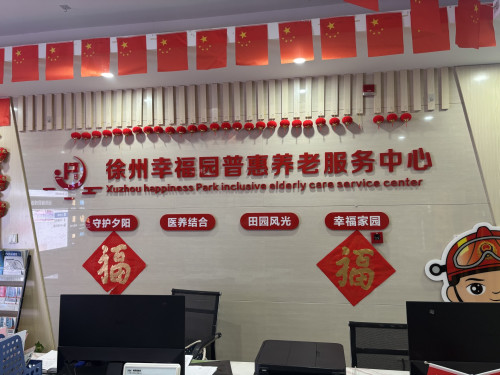 徐州幸福园普惠养老服务中心
Xuzhou happiness Park inclusive elderly care service center
守护夕阳
医养结合
田园风光
幸福家园
福
福